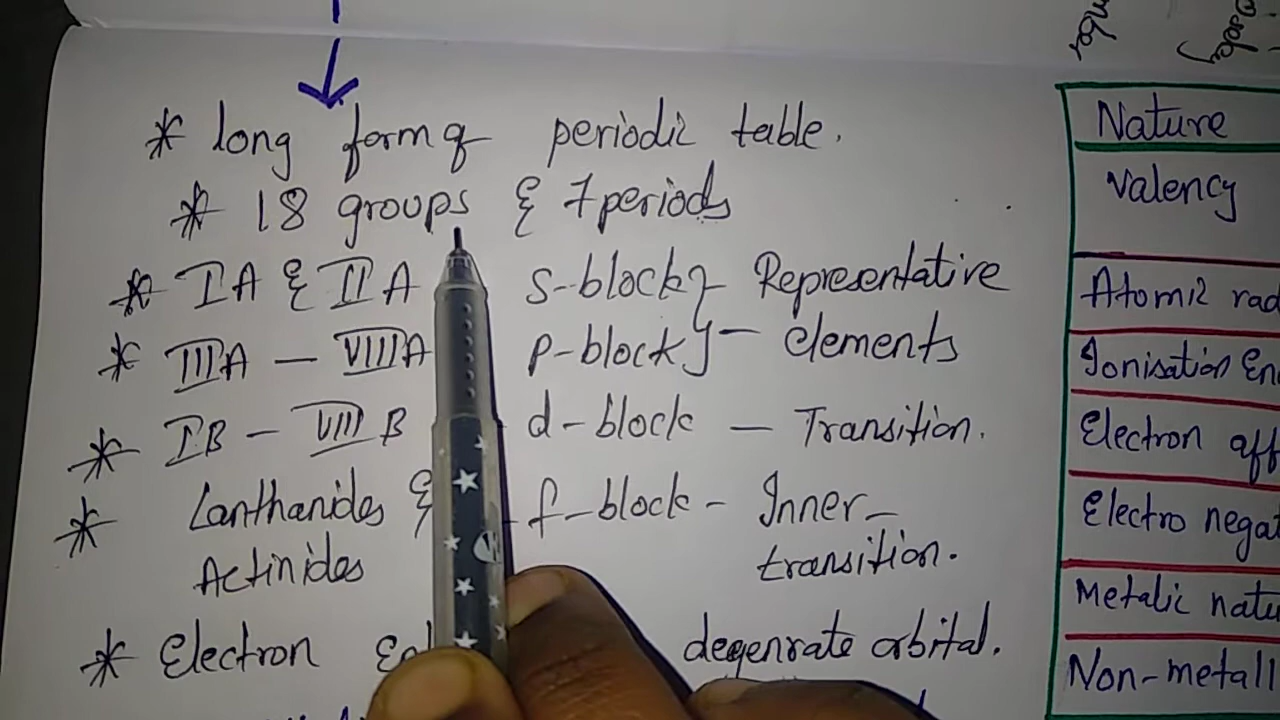 * long form of periodic table.
* 18 groups & 7 periods
* IA & IIA s-block } Representative
* IIIA - VIIIA p-block } - elements
* IB - VIII B d-block - Transition.
* Lanthanides & f-block - Inner-
Actinides transition.
* Electron degenrate orbital.
Nature
Valency
Atomic rad
Ionisation En
Electron aff
Electro negat
Metalic natu
Non-metall